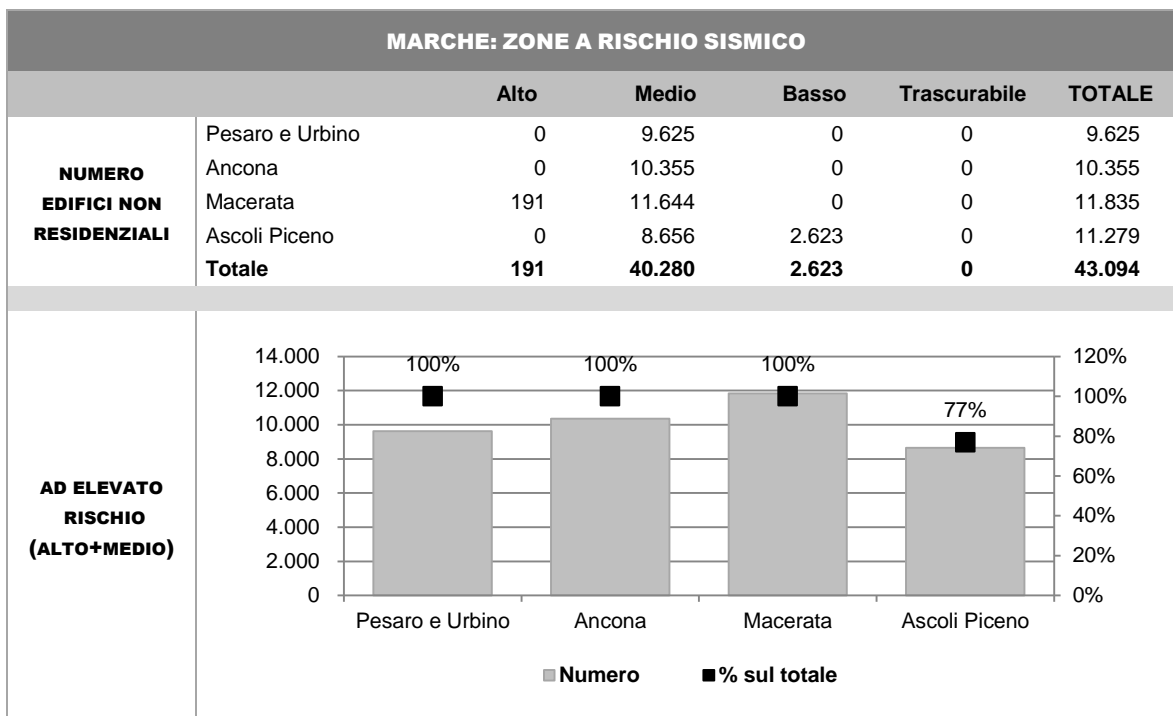 MARCHE: ZONE A RISCHIO SISMICO
Alto Medio Basso Trascurabile TOTALE
NUMERO EDIFICI NON RESIDENZIALI
Pesaro e Urbino 0 9.625 0 0 9.625
Ancona 0 10.355 0 0 10.355
Macerata 191 11.644 0 0 11.835
Ascoli Piceno 0 8.656 2.623 0 11.279
Totale 191 40.280 2.623 0 43.094
AD ELEVATO
RISCHIO
(ALTO+MEDIO)
14.000 120%
100% 100% 100%
12.000 100%
77%
10.000
80%
8.000
60%
6.000
40%
4.000
20%
2.000
0 0%
Pesaro e Urbino Ancona Macerata Ascoli Piceno
Numero % sul totale